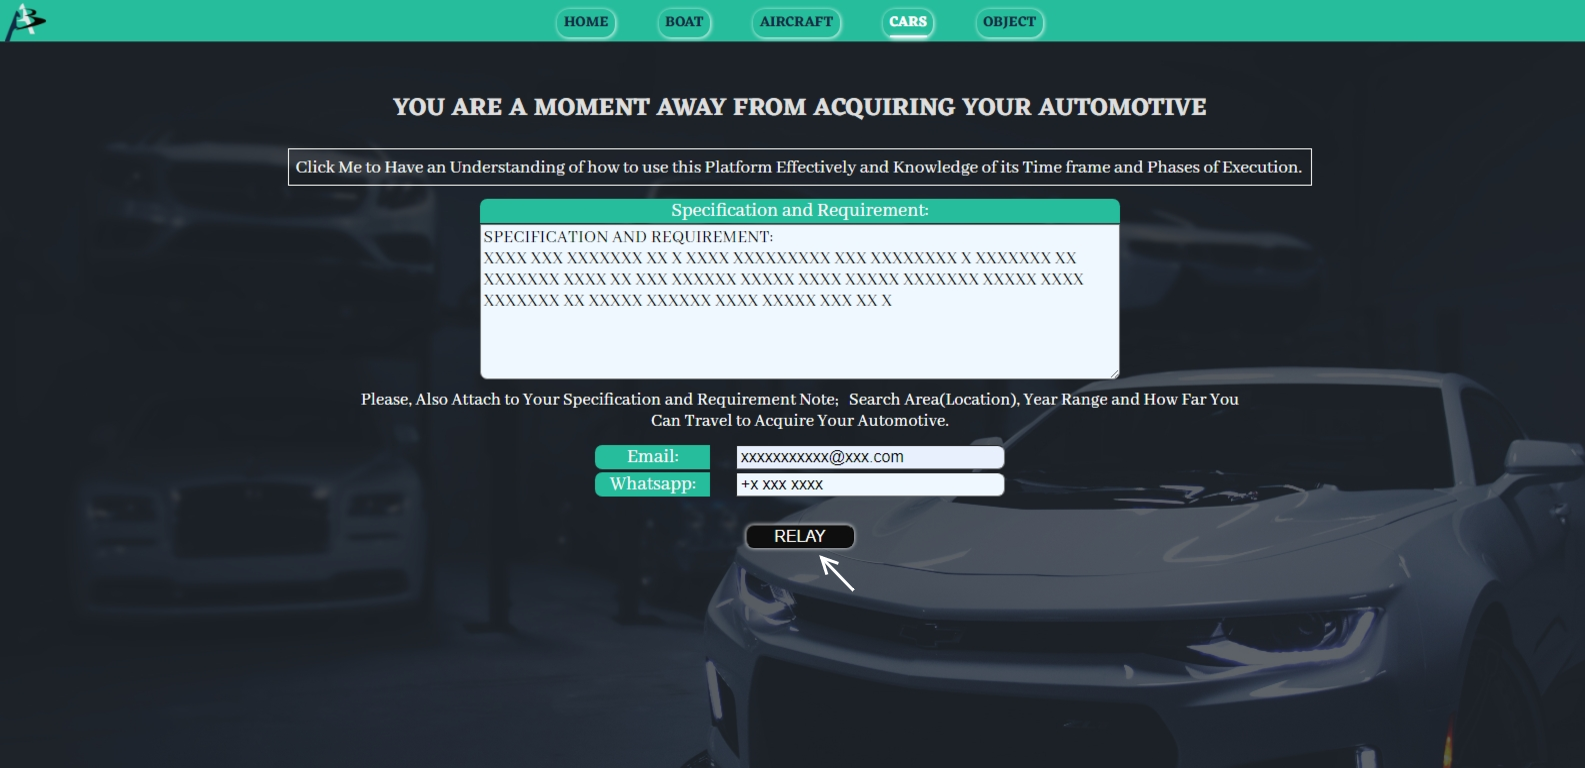 HOME BOAT AIRCRAFT CARS OBJECT
YOU ARE A MOMENT AWAY FROM ACQUIRING YOUR AUTOMOTIVE
Click Me to Have an Understanding of how to use this Platform Effectively and Knowledge of its Time frame and Phases of Execution.
Specification and Requirement:
SPECIFICATION AND REQUIREMENT:
XXXX XXX XXXXXXX XX X XXXX XXXXXXXXX XXX XXXXXXXX X XXXXXXX XX
XXXXXXX XXXX XX XXX XXXXXX XXXXX XXXX XXXXX XXXXXXX XXXXX XXXX
XXXXXXX XX XXXXX XXXXXX XXXX XXXXX XXX XX X
Please, Also Attach to Your Specification and Requirement Note; Search Area(Location), Year Range and How Far You
Can Travel to Acquire Your Automotive.
Email: xxxxxxxxxxx@xxx.com
Whatsapp: +x xxx xxxx
RELAY